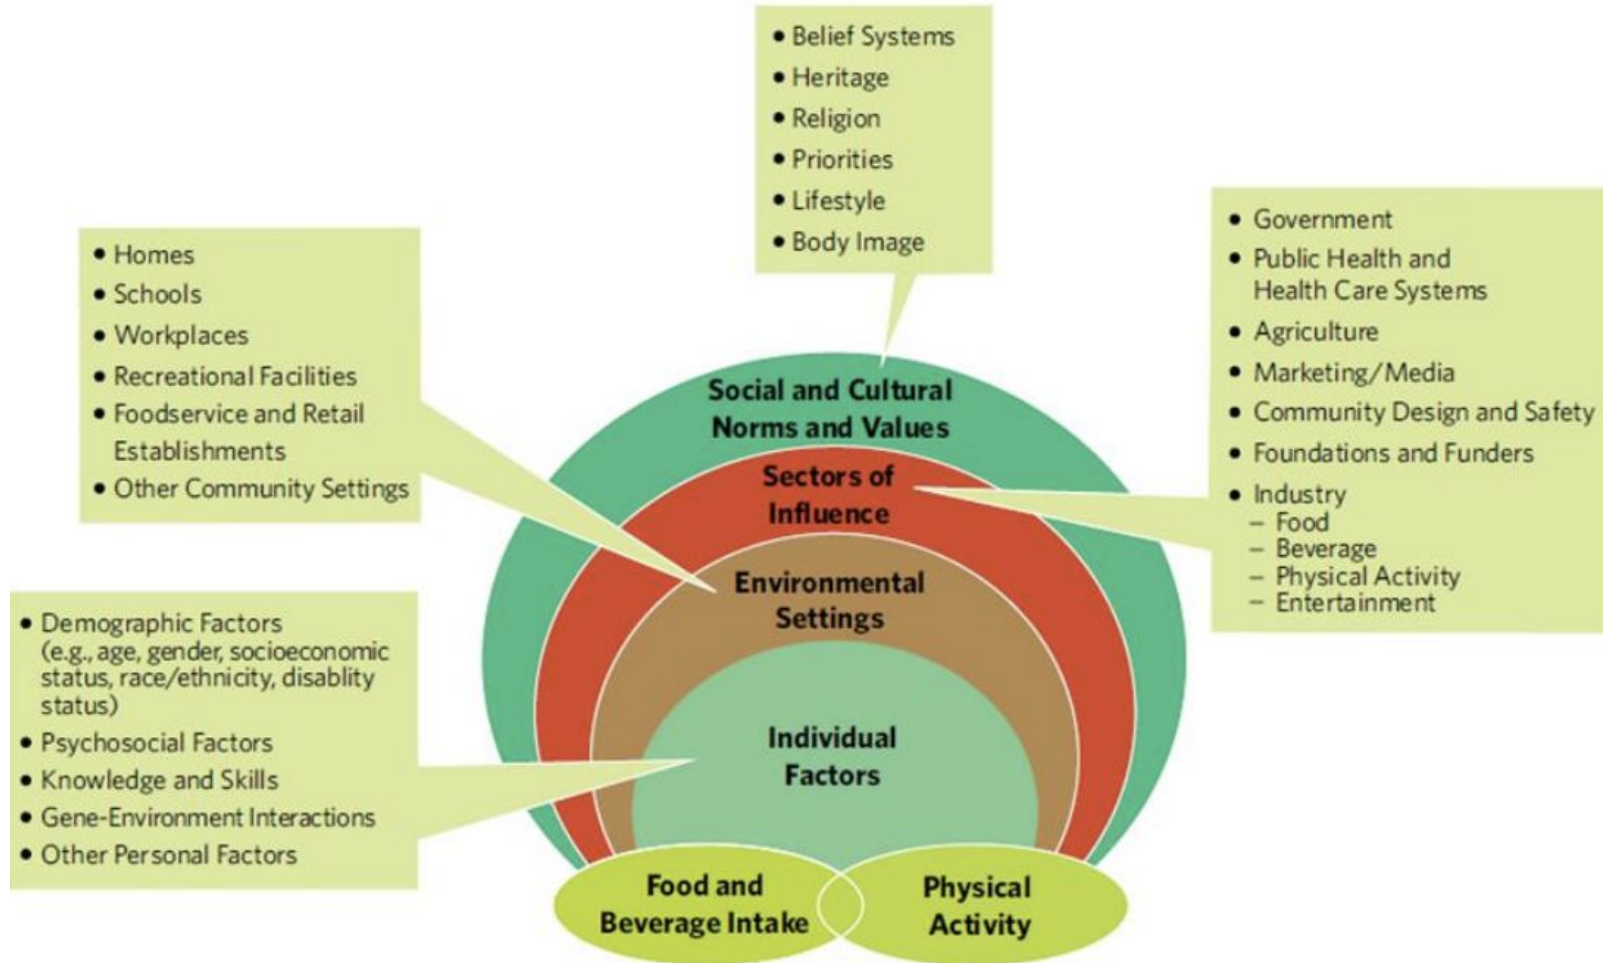 • Belief Systems
• Heritage
• Religion
• Priorities
• Lifestyle
• Body Image
• Homes
• Schools
• Workplaces
• Recreational Facilities
• Foodservice and Retail
Establishments
• Other Community Settings
• Government
• Public Health and
Health Care Systems
• Agriculture
• Marketing/Media
• Community Design and Safety
• Foundations and Funders
• Industry
– Food
– Beverage
– Physical Activity
– Entertainment
• Demographic Factors
(e.g., age, gender, socioeconomic
status, race/ethnicity, disablity
status)
• Psychosocial Factors
• Knowledge and Skills
• Gene-Environment Interactions
• Other Personal Factors
Social and Cultural
Norms and Values
Sectors of
Influence
Environmental
Settings
Individual
Factors
Food and
Beverage Intake
Physical
Activity